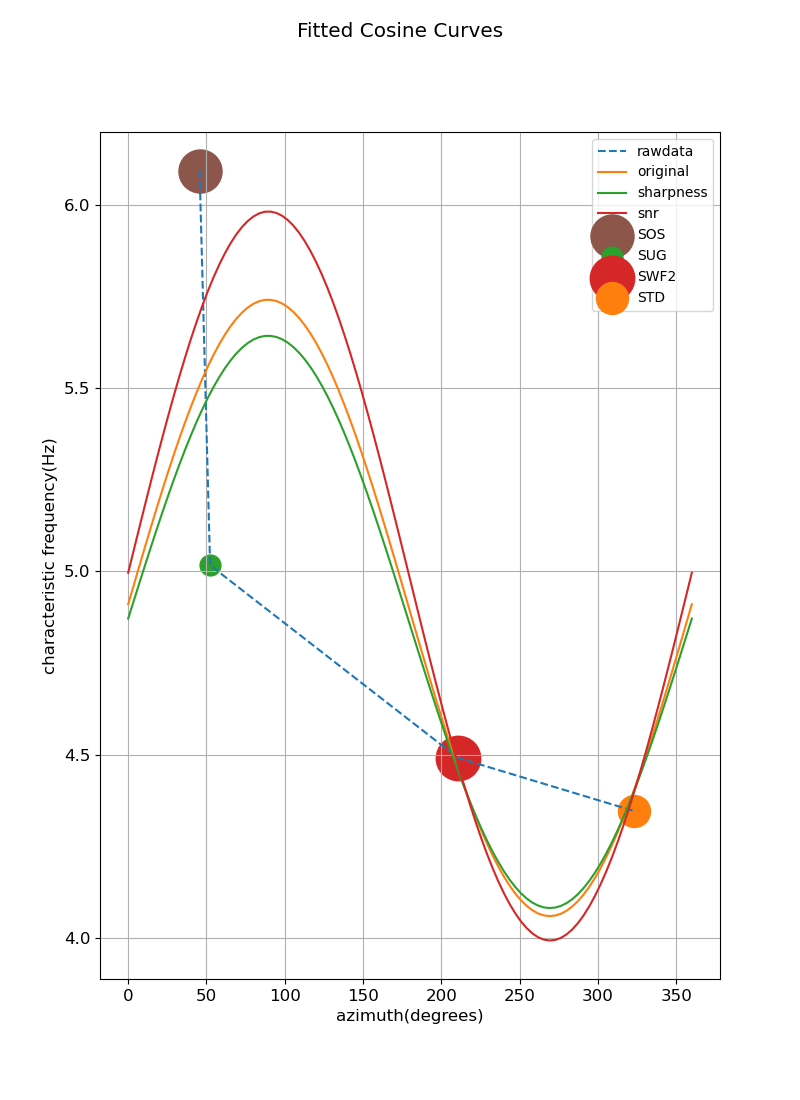 Fitted Cosine Curves
rawdata
original
sharpness
snr
SOS
SUG
SWF2
STD
6.0
5.5
5.0
4.5
4.0
characteristic frequency(Hz)
0 50 100 150 200 250 300 350
azimuth(degrees)